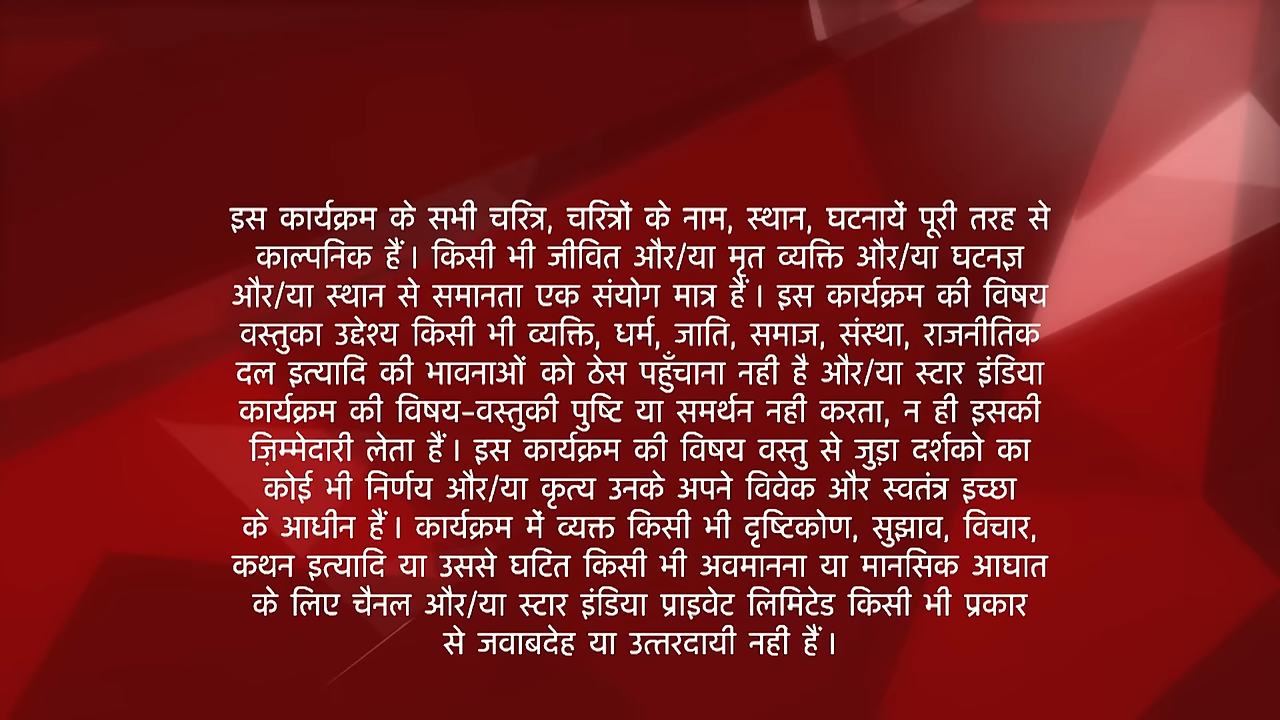 इस कार्यक्रम के सभी चरित्र, चरित्रों के नाम, स्थान, घटनायें पूरी तरह से
काल्पनिक हैं। किसी भी जीवित और/या मृत व्यक्ति और/या घटनज्ञ
और/या स्थान से समानता एक संयोग मात्र हैं। इस कार्यक्रम की विषय
वस्तुका उद्देश्य किसी भी व्यक्ति, धर्म, जाति, समाज, संस्था, राजनीतिक
दल इत्यादि की भावनाओं को ठेस पहुँचाना नही है और/या स्टार इंडिया
कार्यक्रम की विषय-वस्तुकी पुष्टि या समर्थन नही करता, न ही इसकी
ज़िम्मेदारी लेता हैं। इस कार्यक्रम की विषय वस्तु से जुड़ा दर्शको का
कोई भी निर्णय और/या कृत्य उनके अपने विवेक और स्वतंत्र इच्छा
के आधीन हैं। कार्यक्रम में व्यक्त किसी भी दृष्टिकोण, सुझाव, विचार,
कथन इत्यादि या उससे घटित किसी भी अवमानना या मानसिक आघात
के लिए चैनल और/या स्टार इंडिया प्राइवेट लिमिटेड किसी भी प्रकार
से जवाबदेह या उत्तरदायी नही हैं।